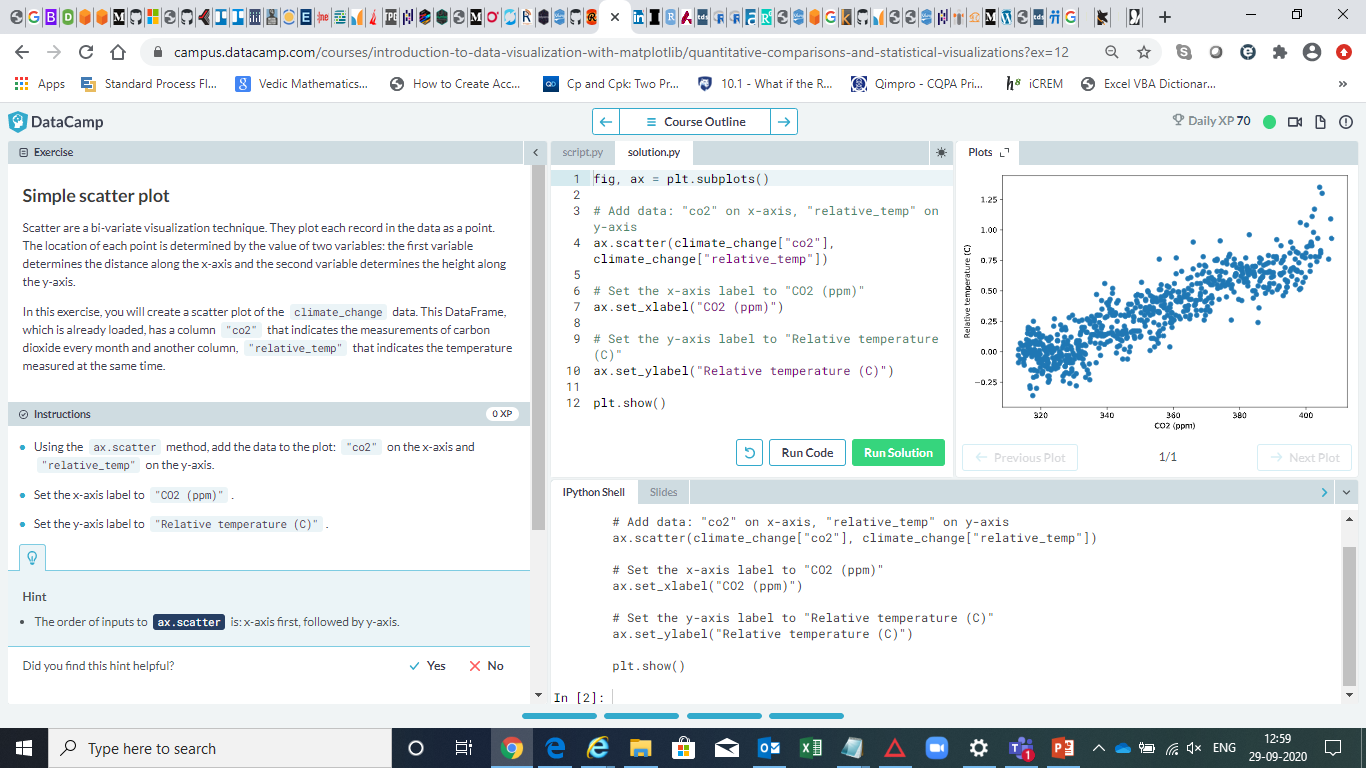 campus.datacamp.com/courses/introduction-to-data-visualization-with-matplotlib/quantitative-comparisons-and-statistical-visualizations?ex=12
Apps Standard Process Fl... Vedic Mathematics... How to Create Acc... Cp and Cpk: Two Pr... 10.1 - What if the R... Qimpro - CQPA Pri... iCREM Excel VBA Dictionar... »
DataCamp
Course Outline
Daily XP 70
Exercise
Simple scatter plot
Scatter are a bi-variate visualization technique. They plot each record in the data as a point.
The location of each point is determined by the value of two variables: the first variable
determines the distance along the x-axis and the second variable determines the height along
the y-axis.
In this exercise, you will create a scatter plot of the climate_change data. This DataFrame,
which is already loaded, has a column "co2" that indicates the measurements of carbon
dioxide every month and another column, "relative_temp" that indicates the temperature
measured at the same time.
Instructions 0 XP
• Using the ax.scatter method, add the data to the plot: "co2" on the x-axis and
"relative_temp" on the y-axis.
• Set the x-axis label to "CO2 (ppm)" .
• Set the y-axis label to "Relative temperature (C)" .
Hint
• The order of inputs to ax.scatter is: x-axis first, followed by y-axis.
Did you find this hint helpful? Yes No
script.py solution.py
1 fig, ax = plt.subplots()
2
3 # Add data: "co2" on x-axis, "relative_temp" on
y-axis
4 ax.scatter(climate_change["co2"],
climate_change["relative_temp"])
5
6 # Set the x-axis label to "CO2 (ppm)"
7 ax.set_xlabel("CO2 (ppm)")
8
9 # Set the y-axis label to "Relative temperature
(C)"
10 ax.set_ylabel("Relative temperature (C)")
11
12 plt.show()
Run Code Run Solution
Plots
1.25
1.00
0.75
0.50
0.25
0.00
−0.25
Relative temperature (C)
320 340 360 380 400
CO2 (ppm)
Previous Plot 1/1 Next Plot
IPython Shell Slides
# Add data: "co2" on x-axis, "relative_temp" on y-axis
ax.scatter(climate_change["co2"], climate_change["relative_temp"])
# Set the x-axis label to "CO2 (ppm)"
ax.set_xlabel("CO2 (ppm)")
# Set the y-axis label to "Relative temperature (C)"
ax.set_ylabel("Relative temperature (C)")
plt.show()
In [2]:
Type here to search
ENG
12:59
29-09-2020